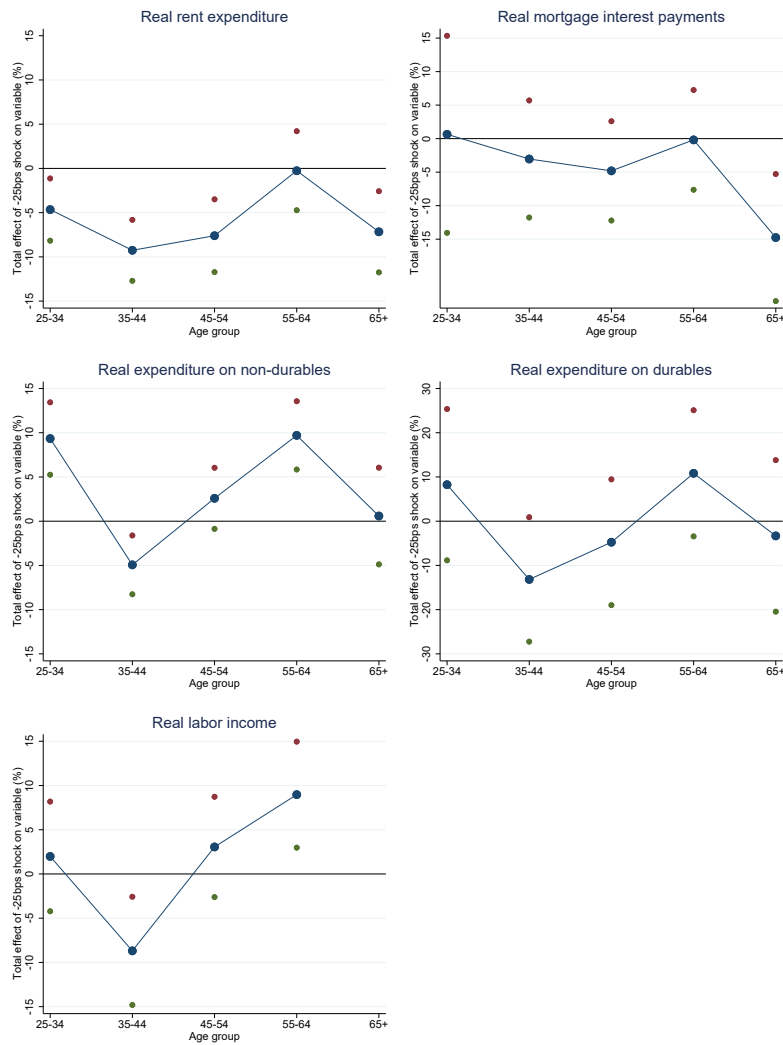 Real rent expenditure
Total effect of -25bps shock on variable (%)
15
10
5
0
-5
-10
-15
25-34 35-44 45-54 55-64 65+
Age group
Real mortgage interest payments
Total effect of -25bps shock on variable (%)
15
10
5
0
-5
-10
-15
25-34 35-44 45-54 55-64 65+
Age group
Real expenditure on non-durables
Total effect of -25bps shock on variable (%)
15
10
5
0
-5
-10
-15
25-34 35-44 45-54 55-64 65+
Age group
Real expenditure on durables
Total effect of -25bps shock on variable (%)
30
20
10
0
-10
-20
-30
25-34 35-44 45-54 55-64 65+
Age group
Real labor income
Total effect of -25bps shock on variable (%)
15
10
5
0
-5
-10
-15
25-34 35-44 45-54 55-64 65+
Age group